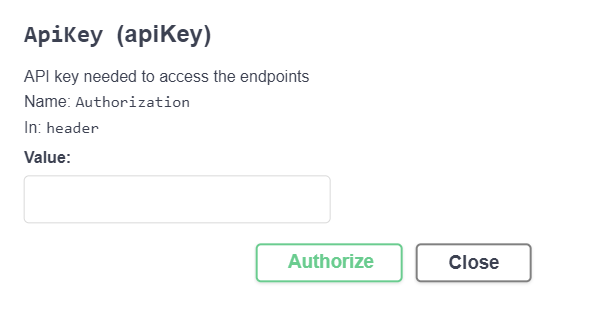 ApiKey (apiKey)
API key needed to access the endpoints
Name: Authorization
In: header
Value:
Authorize Close